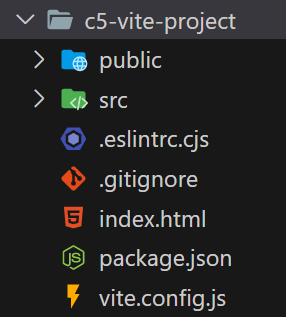 c5-vite-project
public
src
.eslintrc.cjs
.gitignore
index.html
package.json
vite.config.js